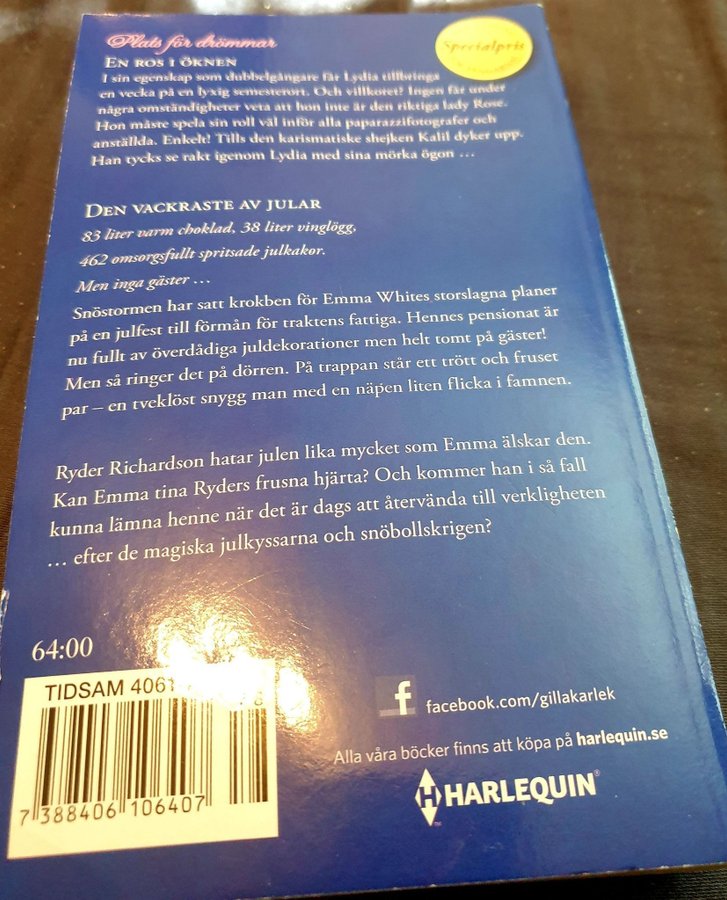 Plats för drömmar
Specialpris
EN ROS I ÖKNEN
I sin egenskap som dubbelgångare får Lydia tillbringa
en vecka på en lyxig semesterort. Och villkoret? Ingen får under
några omständigheter veta att hon inte är den riktiga lady Rose.
Hon måste spela sin roll väl inför alla paparazzifotografer och
anställda. Enkelt! Tills den karismatiske shejken Kalil dyker upp.
Han tycks se rakt igenom Lydia med sina mörka ögon …
DEN VACKRASTE AV JULAR
83 liter varm choklad, 38 liter vinglögg,
462 omsorgsfullt spritsade julkakor.
Men inga gäster …
Snöstormen har satt krokben för Emma Whites storslagna planer
på en julfest till förmån för traktens fattiga. Hennes pensionat är
nu fullt av överdådiga juldekorationer men helt tomt på gäster!
Men så ringer det på dörren. På trappan står ett trött och fruset
par – en tveklöst snygg man med en näpen liten flicka i famnen.
Ryder Richardson hatar julen lika mycket som Emma älskar den.
Kan Emma tina Ryders frusna hjärta? Och kommer han i så fall
kunna lämna henne när det är dags att återvända till verkligheten
… efter de magiska julkyssarna och snöbollskrigen?
64:00
TIDSAM
7 388406 106407
f facebook.com/gillakarlek
Alla våra böcker finns att köpa på harlequin.se
H HARLEQUIN®
TM